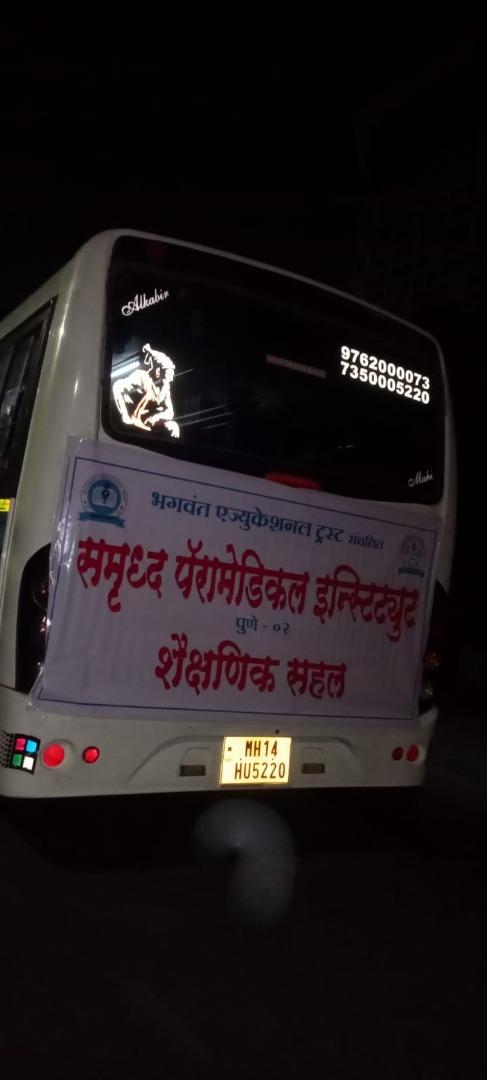 Alkabir
9762000073
7350005220
Mahi
भगवंत एज्युकेशनल ट्रस्ट संचलित
समृध्द पॅरामेडिकल इन्स्टिट्युट
पुणे - ०२
शैक्षणिक सहल
MH14
HU5220